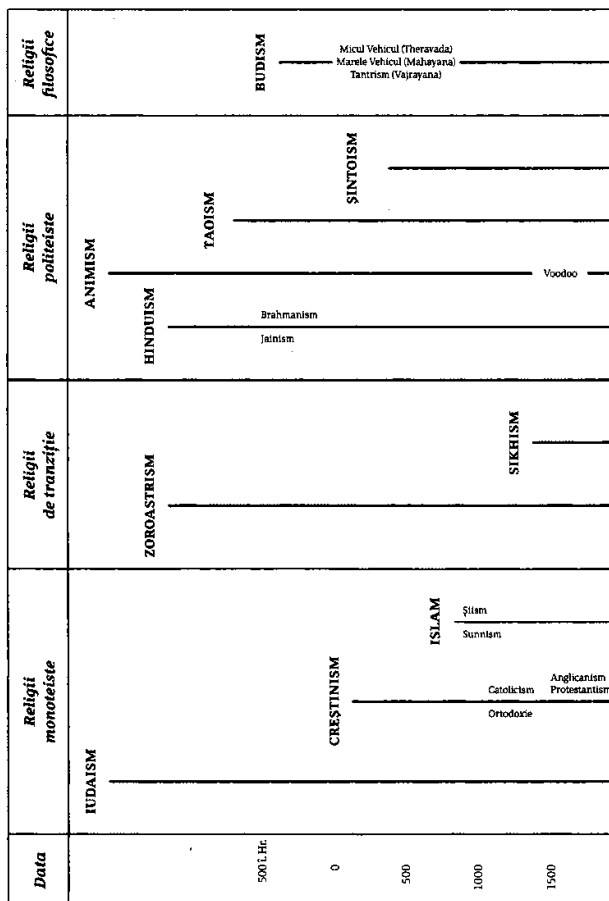 Religii
filosofice
BUDISM
Micul Vehicul (Theravada)
Marele Vehicul (Mahayana)
Tantrism (Vajrayana)
Religii
politeiste
ŞINTOISM
TAOISM
ANIMISM
Voodoo
HINDUISM
Brahmanism
Jainism
Religii
de tranziţie
SIKHISM
ZOROASTRISM
Religii
monoteiste
ISLAM
Şiism
Sunnism
CREŞTINISM
Catolicism
Ortodoxie
Anglicanism
Protestantism
IUDAISM
Data
500 î. Hr.
0
500
1000
1500